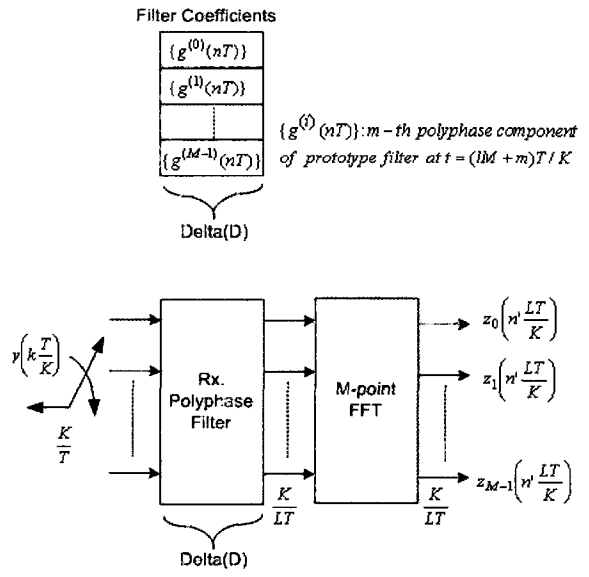 Filter Coefficients
{g^(0)(nT)}
{g^(1)(nT)}
{g^(M-1)(nT)}
{g^(i)(nT)}: m - th polyphase component
of prototype filter at t = (lM + m)T / K
Delta(D)
y(k T/K)
K/T
Rx.
Polyphase
Filter
Delta(D)
K/LT
M-point
FFT
K/LT
z_0(n' LT/K)
z_1(n' LT/K)
z_M-1(n' LT/K)